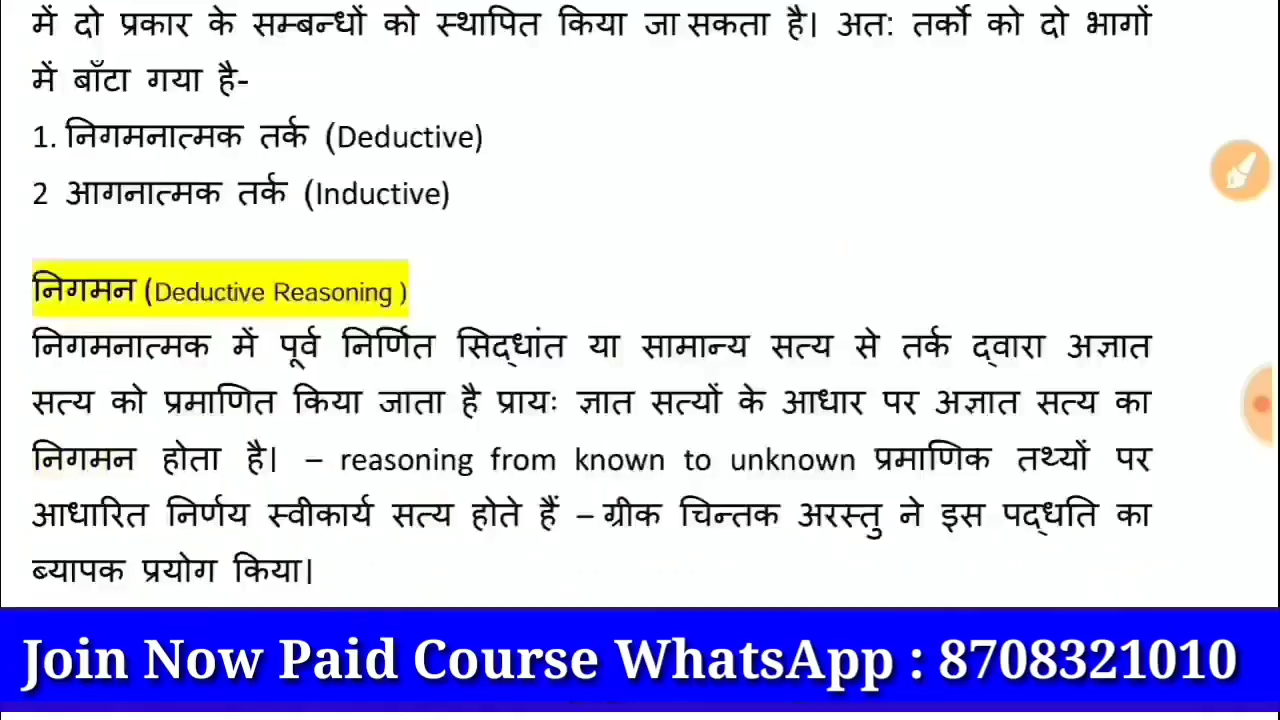 में दो प्रकार के सम्बन्धों को स्थापित किया जा सकता है। अत: तर्को को दो भागों
में बाँटा गया है-
1. निगमनात्मक तर्क (Deductive)
2 आगनात्मक तर्क (Inductive)
निगमन (Deductive Reasoning )
निगमनात्मक में पूर्व निर्णित सिद्धांत या सामान्य सत्य से तर्क द्वारा अज्ञात
सत्य को प्रमाणित किया जाता है प्रायः ज्ञात सत्यों के आधार पर अज्ञात सत्य का
निगमन होता है। – reasoning from known to unknown प्रमाणिक तथ्यों पर
आधारित निर्णय स्वीकार्य सत्य होते हैं – ग्रीक चिन्तक अरस्तु ने इस पद्धति का
ब्यापक प्रयोग किया।
Join Now Paid Course WhatsApp : 8708321010